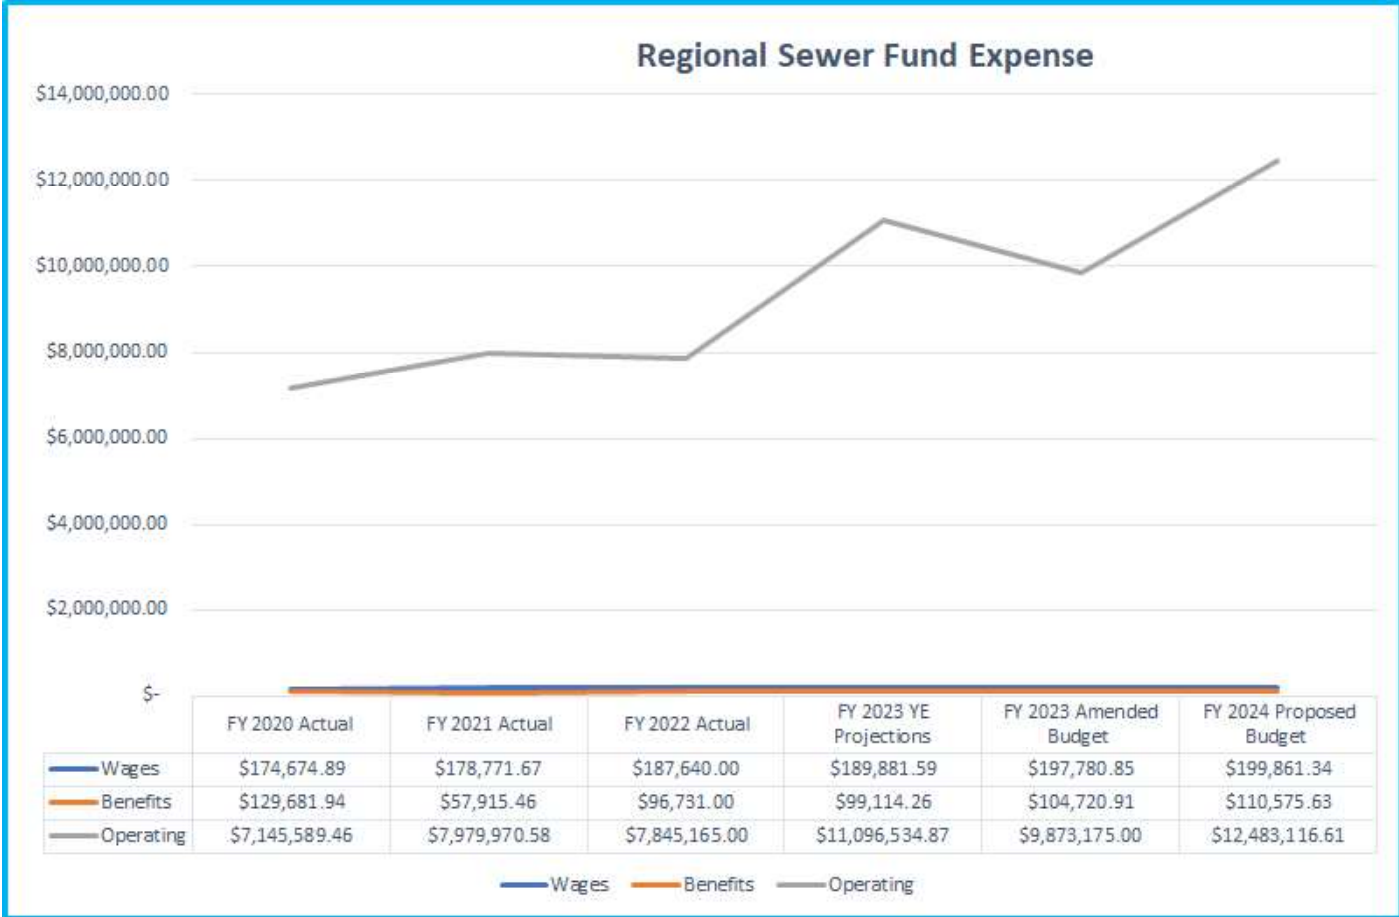 Regional Sewer Fund Expense
$14,000,000.00
$12,000,000.00
$10,000,000.00
$8,000,000.00
$6,000,000.00
$4,000,000.00
$2,000,000.00
$-
FY 2020 Actual FY 2021 Actual FY 2022 Actual FY 2023 YE Projections FY 2023 Amended Budget FY 2024 Proposed Budget
Wages $174,674.89 $178,771.67 $187,640.00 $189,881.59 $197,780.85 $199,861.34
Benefits $129,681.94 $57,915.46 $96,731.00 $99,114.26 $104,720.91 $110,575.63
Operating $7,145,589.46 $7,979,970.58 $7,845,165.00 $11,096,534.87 $9,873,175.00 $12,483,116.61
Wages Benefits Operating